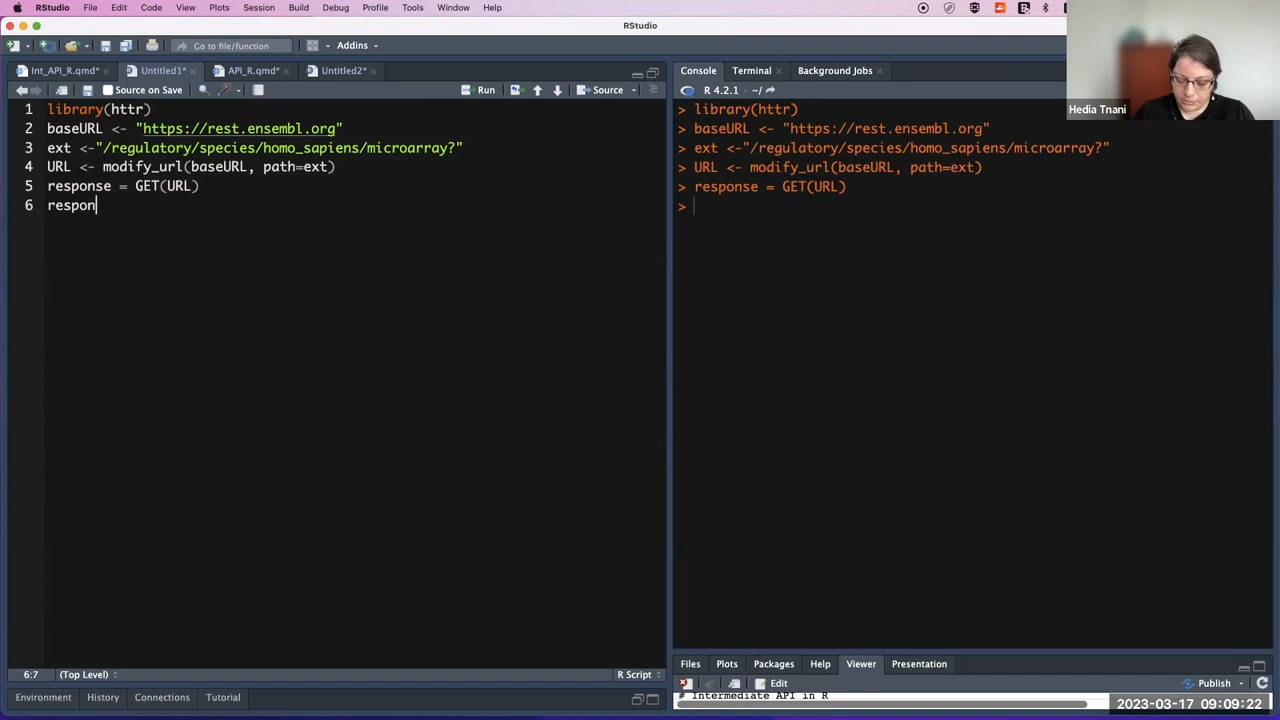 RStudio File Edit Code View Plots Session Build Debug Profile Tools Window Help
RStudio
Go to file/function Addins
Int_API_R.qmd* Untitled1* API_R.qmd* Untitled2*
Source on Save Run Source
1 library(httr)
2 baseURL <- "https://rest.ensembl.org"
3 ext <-"/regulatory/species/homo_sapiens/microarray?"
4 URL <- modify_url(baseURL, path=ext)
5 response = GET(URL)
6 respon
6:7 (Top Level) R Script
Environment History Connections Tutorial
Console Terminal Background Jobs
R 4.2.1 · ~/
> library(httr)
> baseURL <- "https://rest.ensembl.org"
> ext <-"/regulatory/species/homo_sapiens/microarray?"
> URL <- modify_url(baseURL, path=ext)
> response = GET(URL)
>
Files Plots Packages Help Viewer Presentation
Edit Publish
# Intermediate API in R
Hedia Tnani
2023-03-17 09:09:22